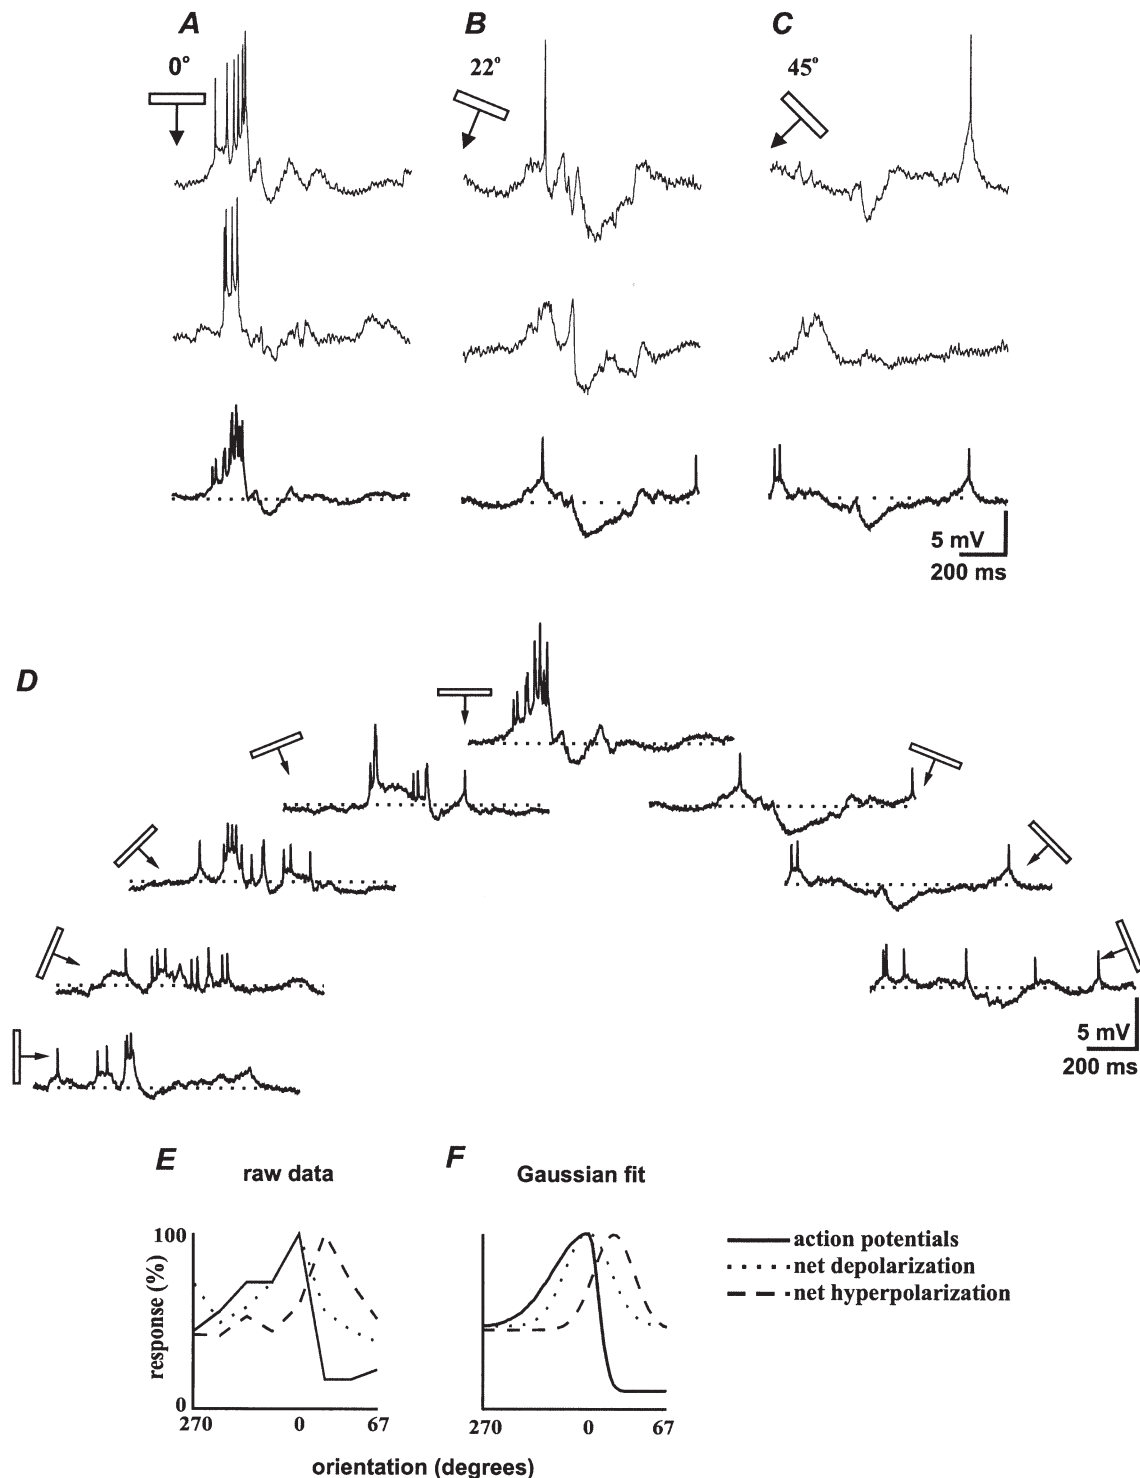 A
B
C
0°
22°
45°
5 mV
200 ms
D
5 mV
200 ms
E
F
raw data
Gaussian fit
100
response (%)
0
270
0
67
270
0
67
action potentials
net depolarization
net hyperpolarization
orientation (degrees)